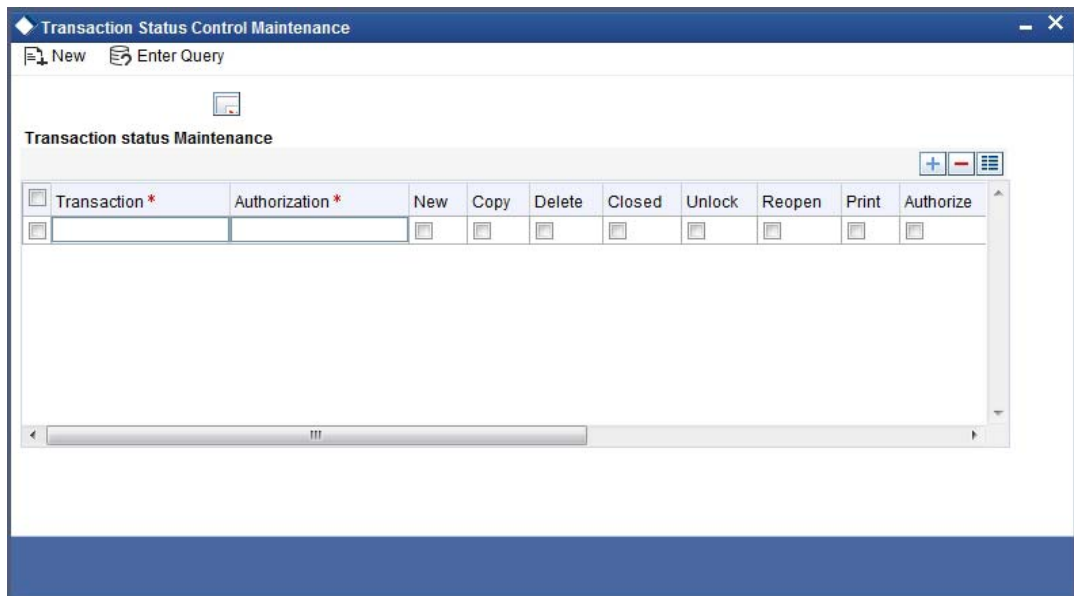 Transaction Status Control Maintenance
New Enter Query
Transaction status Maintenance
Transaction * Authorization * New Copy Delete Closed Unlock Reopen Print Authorize